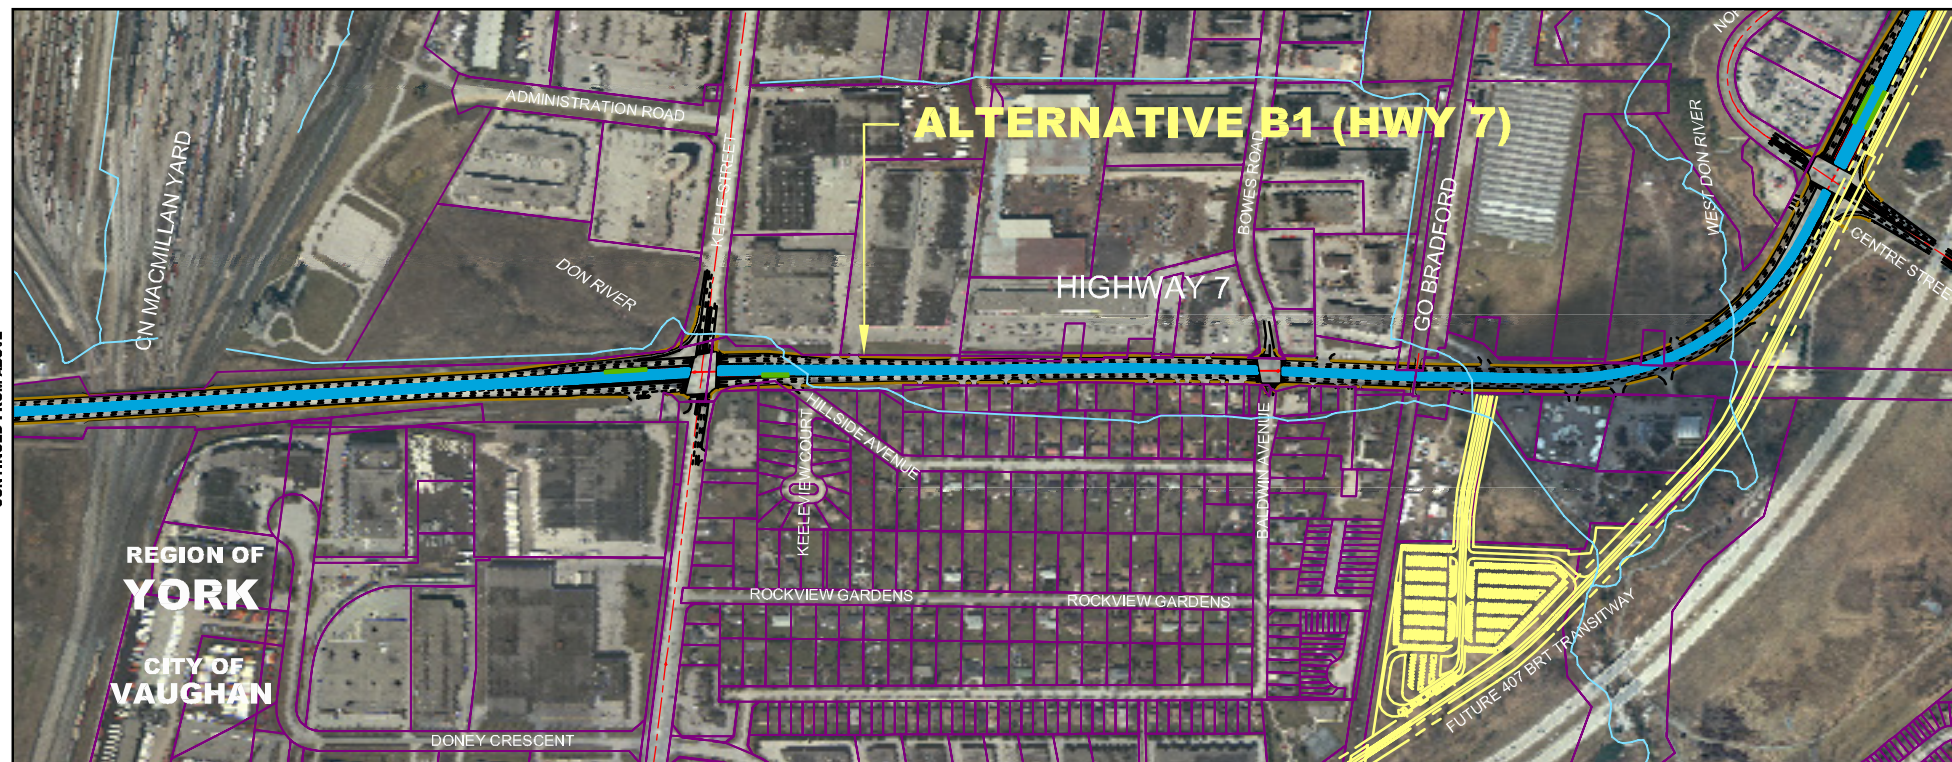 ADMINISTRATION ROAD
ALTERNATIVE B1 (HWY 7)
CN MACMILLAN YARD
KEELE STREET
BOWES ROAD
GO BRADFORD
WEST DON RIVER
DON RIVER
HIGHWAY 7
CENTRE STREET
HILLSIDE AVENUE
KEELEVIEW COURT
BALDWIN AVENUE
REGION OF
YORK
ROCKVIEW GARDENS
ROCKVIEW GARDENS
CITY OF
VAUGHAN
FUTURE 407 BRT TRANSITWAY
DONEY CRESCENT